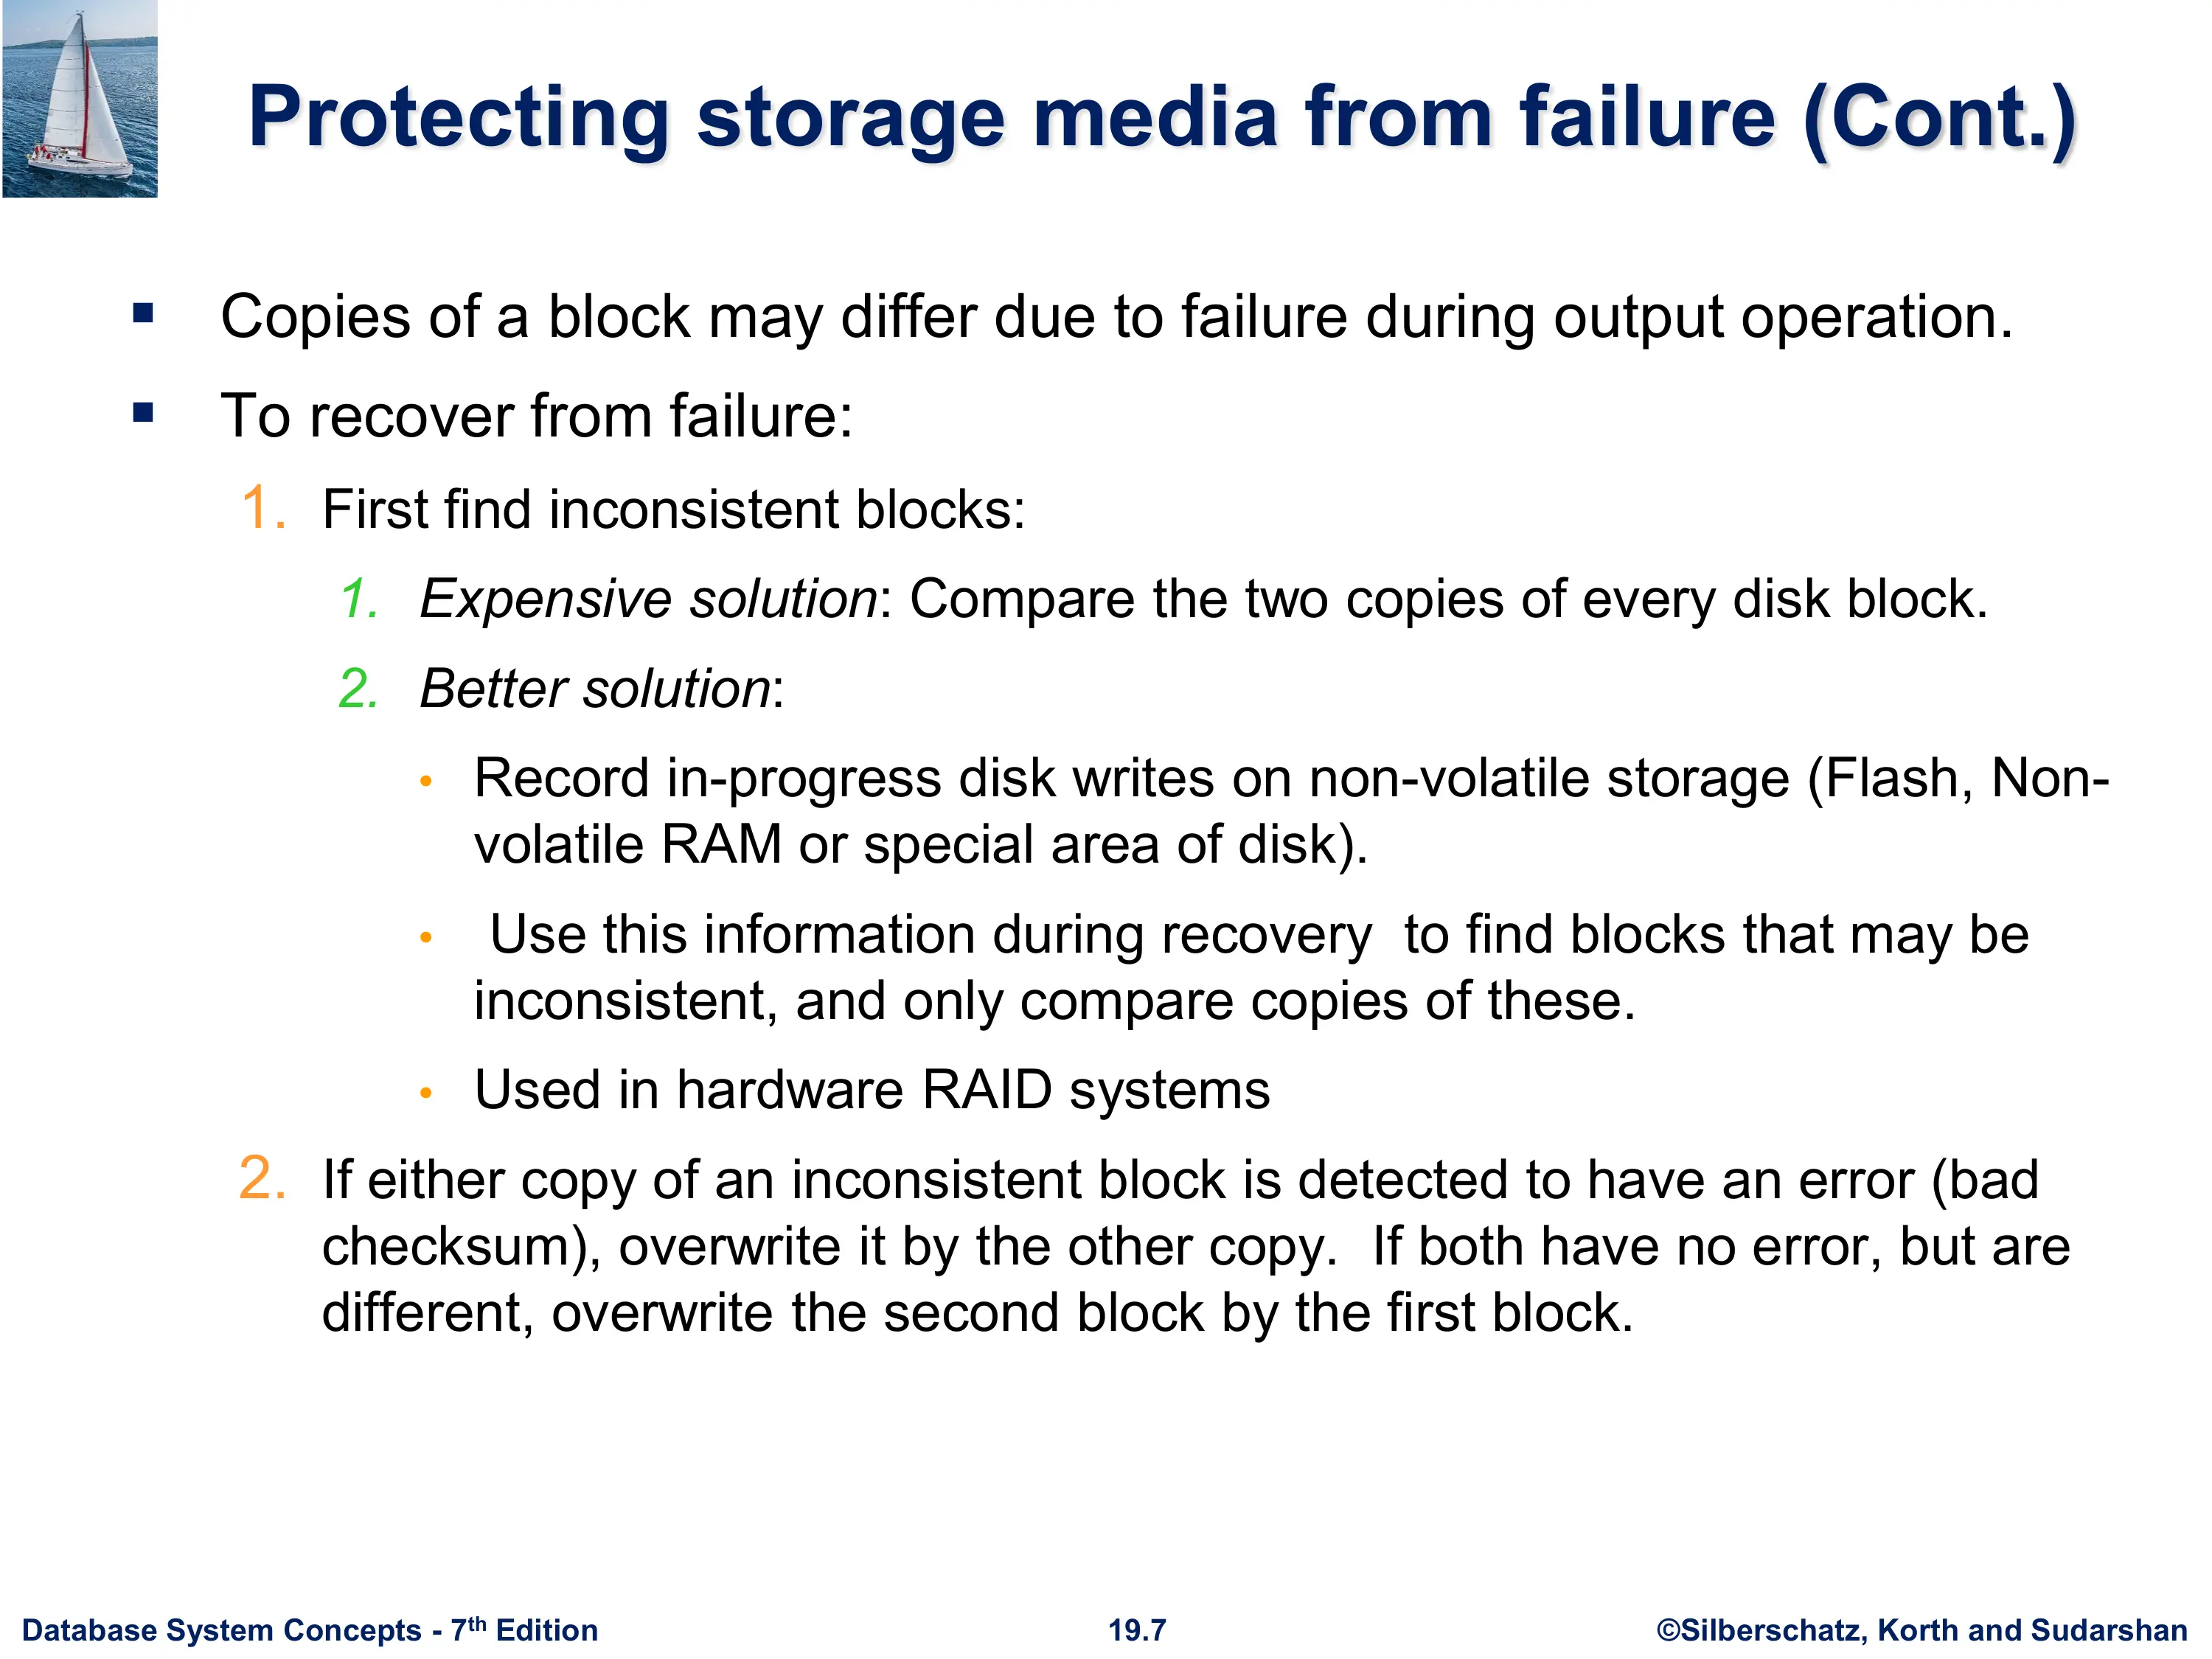 Protecting storage media from failure (Cont.)
▪ Copies of a block may differ due to failure during output operation.
▪ To recover from failure:
1. First find inconsistent blocks:
1. Expensive solution: Compare the two copies of every disk block.
2. Better solution:
• Record in-progress disk writes on non-volatile storage (Flash, Non-
volatile RAM or special area of disk).
• Use this information during recovery to find blocks that may be
inconsistent, and only compare copies of these.
• Used in hardware RAID systems
2. If either copy of an inconsistent block is detected to have an error (bad
checksum), overwrite it by the other copy. If both have no error, but are
different, overwrite the second block by the first block.
Database System Concepts - 7th Edition
19.7
©Silberschatz, Korth and Sudarshan